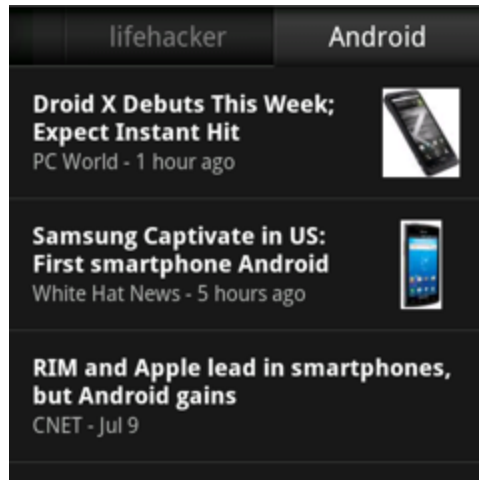 lifehacker Android
Droid X Debuts This Week;
Expect Instant Hit
PC World - 1 hour ago
Samsung Captivate in US:
First smartphone Android
White Hat News - 5 hours ago
RIM and Apple lead in smartphones,
but Android gains
CNET - Jul 9